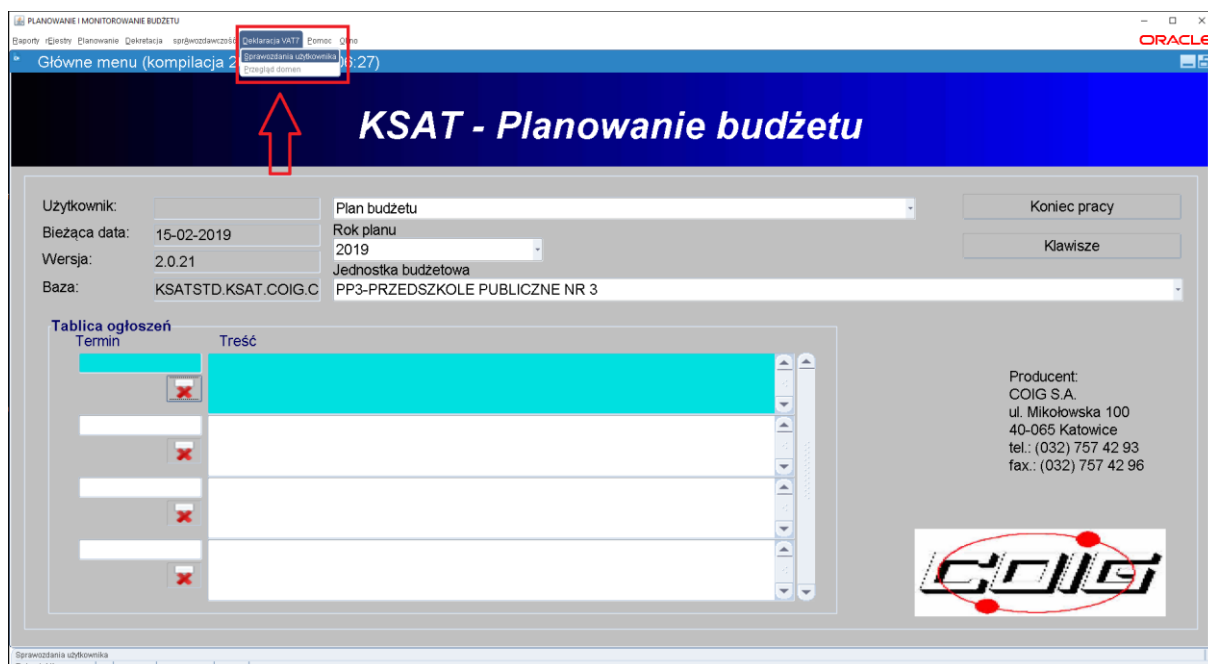 PLANOWANIE I MONITOROWANIE BUDŻETU
Raporty rEjestry Planowanie Dekretacja sprAwozdawczość Deklaracja VAT7 Pomoc Okno
ORACLE
Główne menu (kompilacja 2 06:27)
Sprawozdania użytkownika
Przegląd domen
KSAT - Planowanie budżetu
Użytkownik:
Plan budżetu
Koniec pracy
Bieżąca data: 15-02-2019
Rok planu
2019
Klawisze
Wersja: 2.0.21
Jednostka budżetowa
Baza: KSATSTD.KSAT.COIG.C
PP3-PRZEDSZKOLE PUBLICZNE NR 3
Tablica ogłoszeń
Termin Treść
Producent:
COIG S.A.
ul. Mikołowska 100
40-065 Katowice
tel.: (032) 757 42 93
fax.: (032) 757 42 96
COIG
Sprawozdania użytkownika